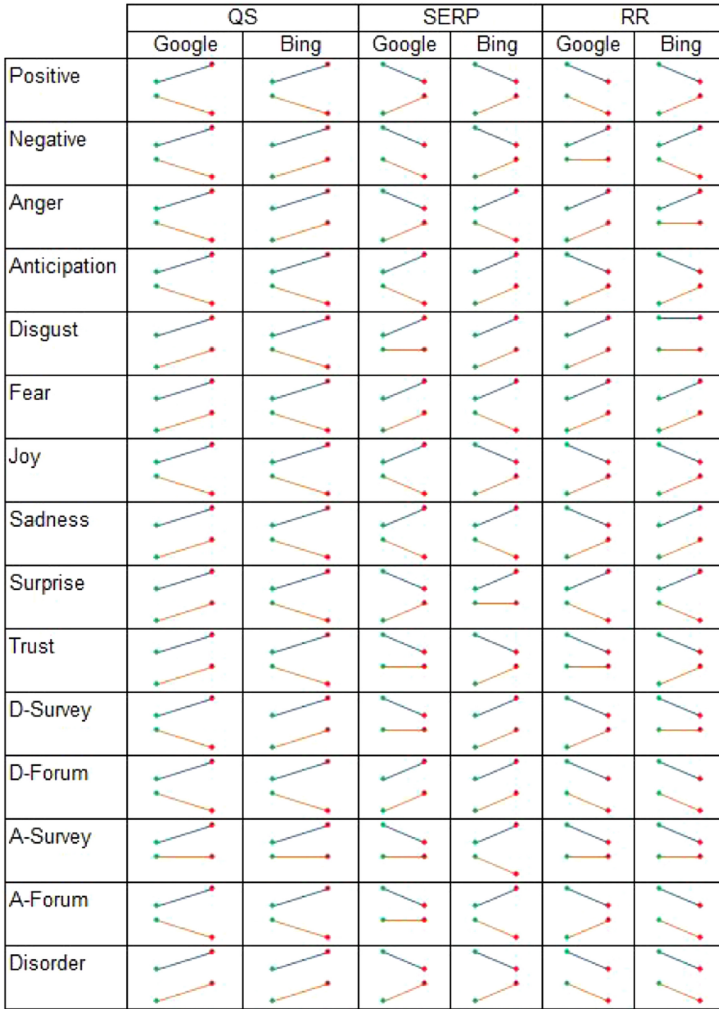 QS SERP RR
Google Bing Google Bing Google Bing
Positive
Negative
Anger
Anticipation
Disgust
Fear
Joy
Sadness
Surprise
Trust
D-Survey
D-Forum
A-Survey
A-Forum
Disorder